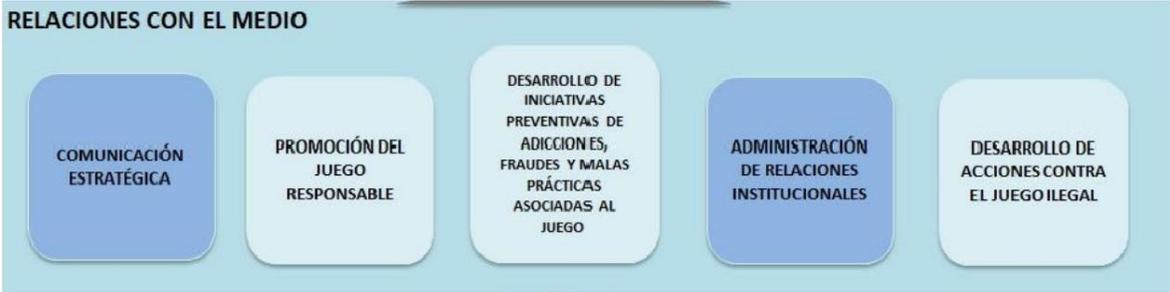 RELACIONES CON EL MEDIO
COMUNICACIÓN
ESTRATÉGICA
PROMOCIÓN DEL
JUEGO
RESPONSABLE
DESARROLLO DE
INICIATIVAS
PREVENTIVAS DE
ADICCIONES,
FRAUDES Y MALAS
PRÁCTICAS
ASOCIADAS AL
JUEGO
ADMINISTRACIÓN
DE RELACIONES
INSTITUCIONALES
DESARROLLO DE
ACCIONES CONTRA
EL JUEGO ILEGAL